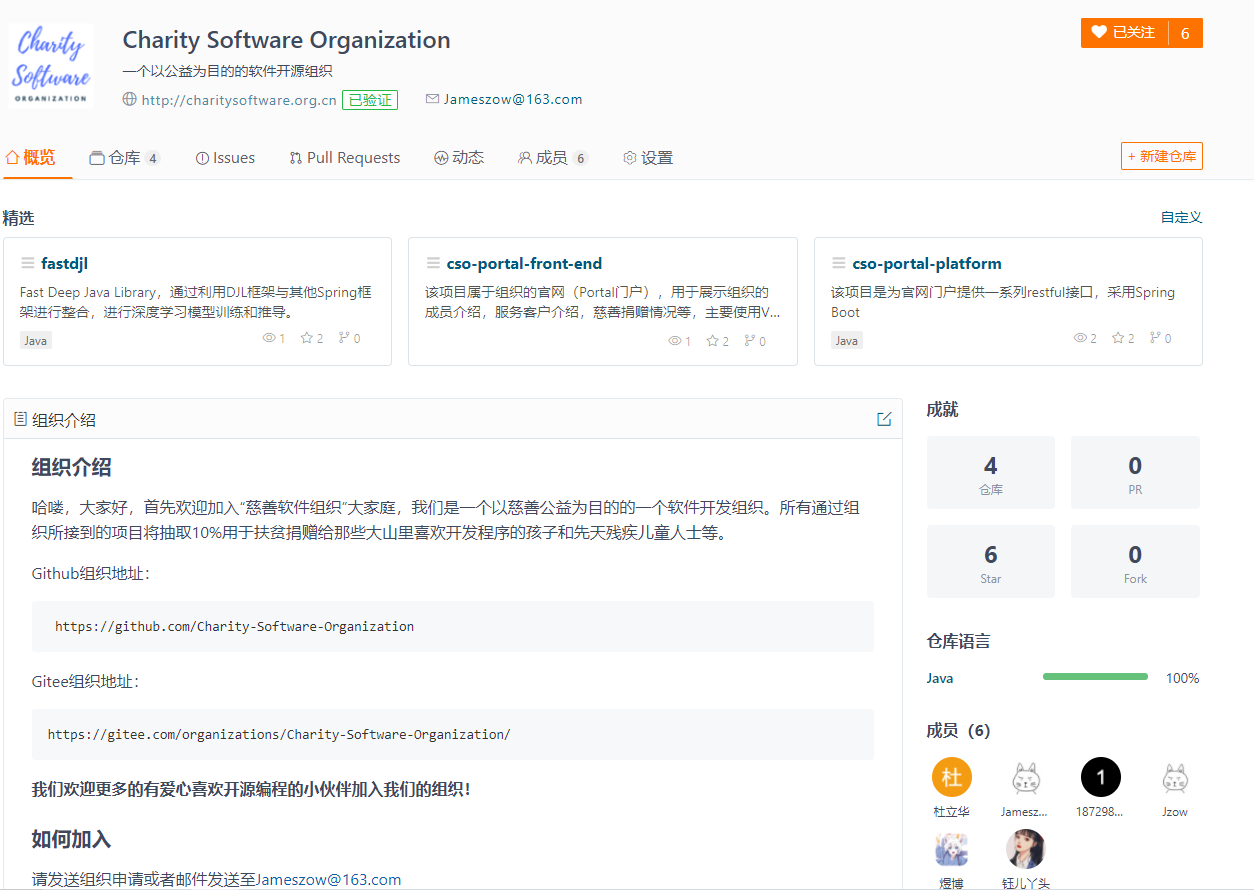 Charity
Software
ORGANIZATION
Charity Software Organization
已关注 6
一个以公益为目的的软件开源组织
http://charitysoftware.org.cn 已验证 Jameszow@163.com
概览 仓库 4 Issues Pull Requests 动态 成员 6 设置 + 新建仓库
精选 自定义
fastdjl
Fast Deep Java Library，通过利用DJL框架与其他Spring框
架进行整合，进行深度学习模型训练和推导。
Java 1 2 0
cso-portal-front-end
该项目属于组织的官网（Portal门户），用于展示组织的
成员介绍，服务客户介绍，慈善捐赠情况等，主要使用V...
1 2 0
cso-portal-platform
该项目是为官网门户提供一系列restful接口，采用Spring
Boot
Java 2 2 0
组织介绍
组织介绍
哈喽，大家好，首先欢迎加入“慈善软件组织”大家庭，我们是一个以慈善公益为目的的一个软件开发组织。所有通过组
织所接到的项目将抽取10%用于扶贫捐赠给那些大山里喜欢开发程序的孩子和先天残疾儿童人士等。
Github组织地址：
https://github.com/Charity-Software-Organization
Gitee组织地址：
https://gitee.com/organizations/Charity-Software-Organization/
我们欢迎更多的有爱心喜欢开源编程的小伙伴加入我们的组织！
如何加入
请发送组织申请或者邮件发送至Jameszow@163.com
成就
4 0
仓库 PR
6 0
Star Fork
仓库语言
Java 100%
成员（6）
杜 1
杜立华 Jamesz... 187298... Jzow
煜博 钰儿丫头